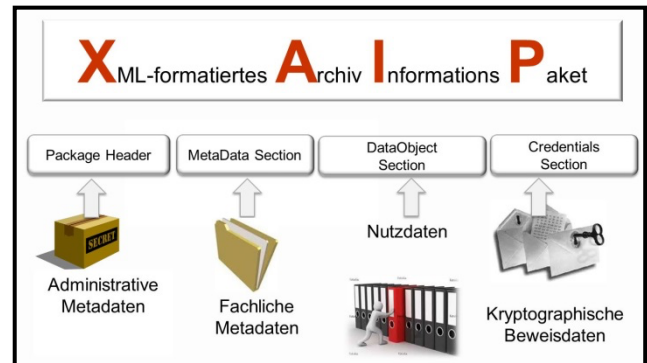 XML-formatiertes Archiv Informations Paket
Package Header
MetaData Section
DataObject
Section
Credentials
Section
SECRET
Administrative
Metadaten
Fachliche
Metadaten
Nutzdaten
Kryptographische
Beweisdaten